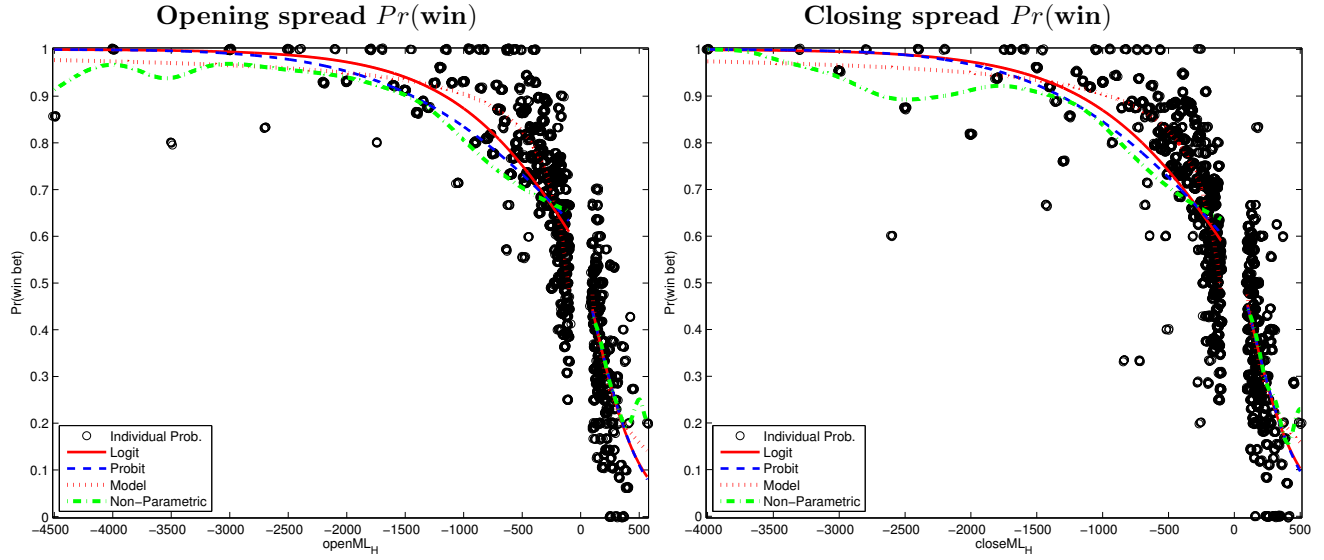 Opening spread Pr(win)
1
0.9
0.8
0.7
0.6
0.5
0.4
0.3
0.2
0.1
0
Pr(win bet)
Individual Prob.
Logit
Probit
Model
Non−Parametric
−4500 −4000 −3500 −3000 −2500 −2000 −1500 −1000 −500 0 500
openML_H
Closing spread Pr(win)
1
0.9
0.8
0.7
0.6
0.5
0.4
0.3
0.2
0.1
0
Pr(win bet)
Individual Prob.
Logit
Probit
Model
Non−Parametric
−4000 −3500 −3000 −2500 −2000 −1500 −1000 −500 0 500
closeML_H